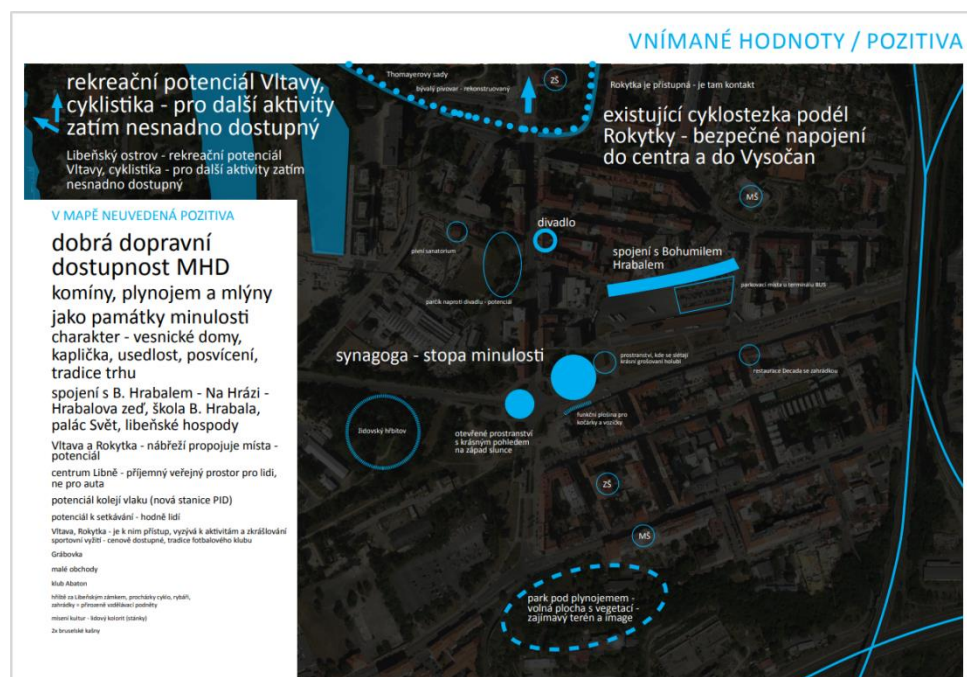 VNÍMANÉ HODNOTY / POZITIVA
rekreační potenciál Vltavy,
cyklistika - pro další aktivity
zatím nesnadno dostupný
Libeňský ostrov - rekreační potenciál
Vltavy, cyklistika - pro další aktivity zatím
nesnadno dostupný
Thomayerovy sady
bývalý pivovar - rekonstruovaný
ZŠ
Rokytka je přístupná - je tam kontakt
existující cyklostezka podél
Rokytky - bezpečné napojení
do centra a do Vysočan
MŠ
divadlo
pivní sanatorium
parčík naproti divadlu - potenciál
spojení s Bohumilem
Hrabalem
parkovací místa u terminálu BUS
synagoga - stopa minulosti
prostranství, kde se slétají
krásní grošovaní holubi
restaurace Decada se zahrádkou
židovský hřbitov
otevřené prostranství
s krásným pohledem
na západ slunce
funkční plošina pro
kočárky a vozíčky
ZŠ
MŠ
park pod plynojemem -
volná plocha s vegetací -
zajímavý terén a image
V MAPĚ NEUVEDENÁ POZITIVA
dobrá dopravní
dostupnost MHD
komíny, plynojem a mlýny
jako památky minulosti
charakter - vesnické domy,
kaplička, usedlost, posvícení,
tradice trhu
spojení s B. Hrabalem - Na Hrázi -
Hrabalova zeď, škola B. Hrabala,
palác Svět, libeňské hospody
Vltava a Rokytka - nábřeží propojuje místa -
potenciál
centrum Libně - příjemný veřejný prostor pro lidi,
ne pro auta
potenciál kolejí vlaku (nová stanice PID)
potenciál k setkávání - hodně lidí
Vltava, Rokytka - je k nim přístup, vyzývá k aktivitám a zkrášlování
sportovní vyžití - cenově dostupné, tradice fotbalového klubu
Grábovka
malé obchody
klub Abaton
hřiště za Libeňským zámkem, procházky cyklo, rybáři,
zahrádky = přirozeně vzdělávací podněty
mísení kultur - lidový kolorit (stánky)
2x bruselské kašny